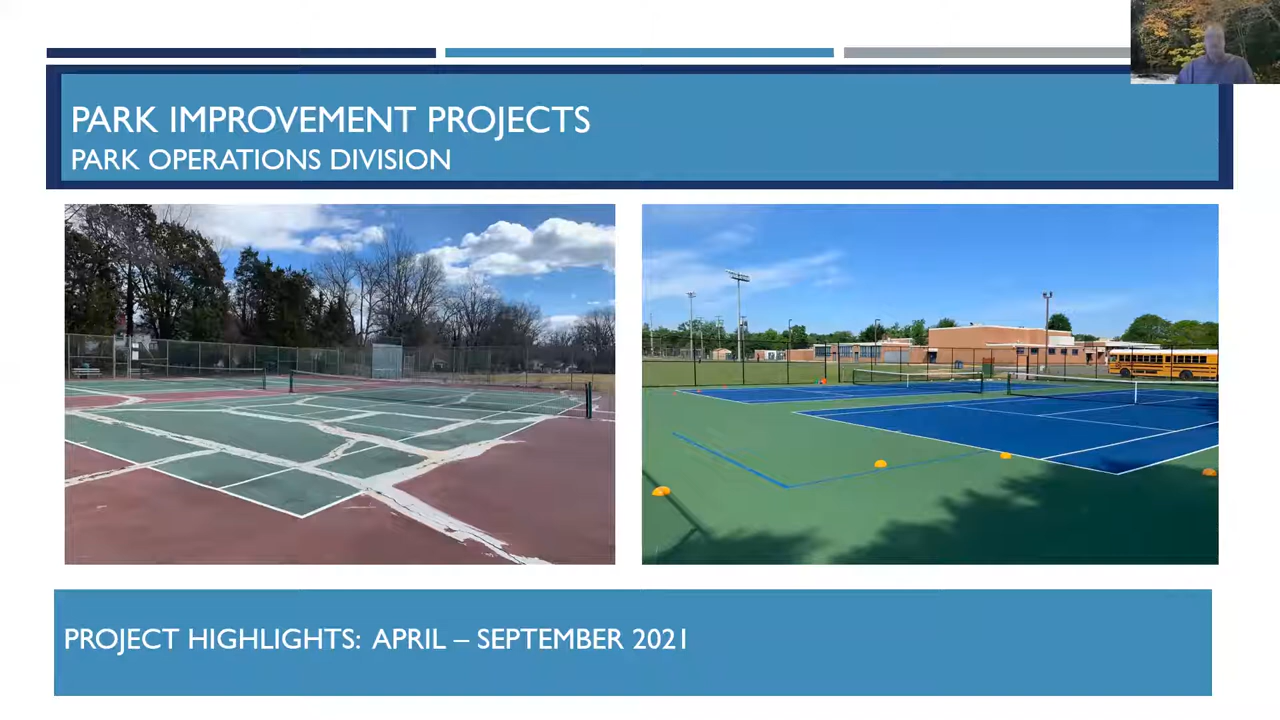 PARK IMPROVEMENT PROJECTS
PARK OPERATIONS DIVISION
PROJECT HIGHLIGHTS: APRIL – SEPTEMBER 2021